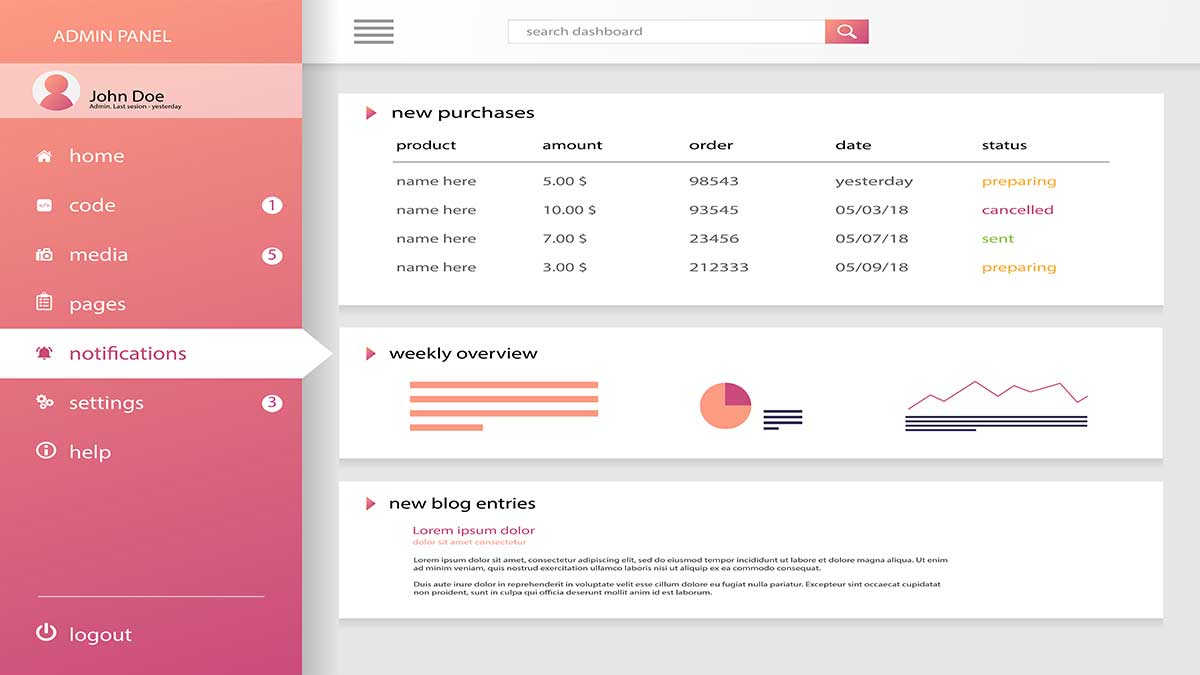 ADMIN PANEL
search dashboard
John Doe
Admin. Last sesion - yesterday
home
code 1
media 5
pages
notifications
settings 3
help
logout
new purchases
product amount order date status
name here 5.00 $ 98543 yesterday preparing
name here 10.00 $ 93545 05/03/18 cancelled
name here 7.00 $ 23456 05/07/18 sent
name here 3.00 $ 212333 05/09/18 preparing
weekly overview
new blog entries
Lorem ipsum dolor
dolor sit amet consectetur
Lorem ipsum dolor sit amet, consectetur adipiscing elit, sed do eiusmod tempor incididunt ut labore et dolore magna aliqua. Ut enim
ad minim veniam, quis nostrud exercitation ullamco laboris nisi ut aliquip ex ea commodo consequat.
Duis aute irure dolor in reprehenderit in voluptate velit esse cillum dolore eu fugiat nulla pariatur. Excepteur sint occaecat cupidatat
non proident, sunt in culpa qui officia deserunt mollit anim id est laborum.